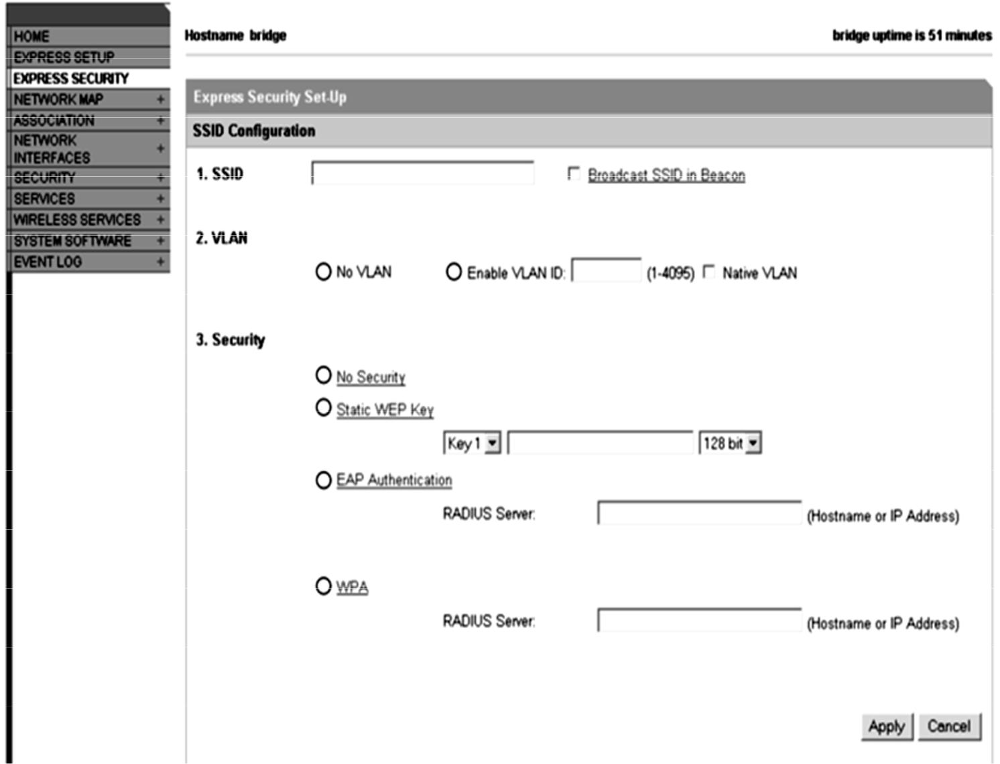 HOME
EXPRESS SETUP
EXPRESS SECURITY
NETWORK MAP +
ASSOCIATION +
NETWORK
INTERFACES +
SECURITY +
SERVICES +
WIRELESS SERVICES +
SYSTEM SOFTWARE +
EVENT LOG +
Hostname bridge
bridge uptime is 51 minutes
Express Security Set-Up
SSID Configuration
1. SSID
Broadcast SSID in Beacon
2. VLAN
No VLAN
Enable VLAN ID: (1-4095) Native VLAN
3. Security
No Security
Static WEP Key
Key 1 128 bit
EAP Authentication
RADIUS Server: (Hostname or IP Address)
WPA
RADIUS Server: (Hostname or IP Address)
Apply Cancel